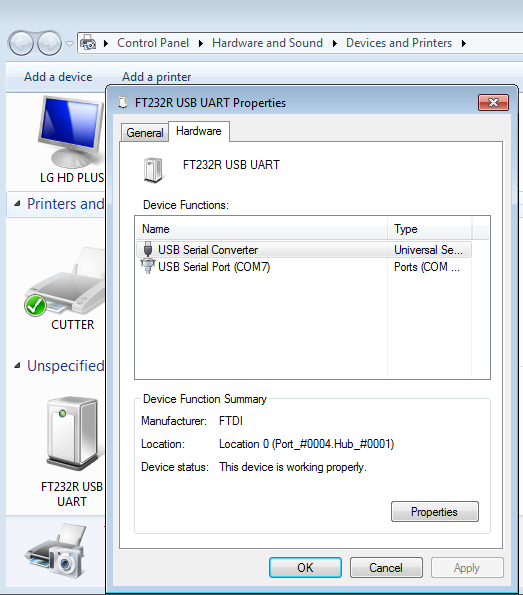 Control Panel Hardware and Sound Devices and Printers
Add a device Add a printer
LG HD PLUS
Printers and
CUTTER
Unspecified
FT232R USB
UART
FT232R USB UART Properties
General Hardware
FT232R USB UART
Device Functions:
Name Type
USB Serial Converter Universal Se...
USB Serial Port (COM7) Ports (COM ...
Device Function Summary
Manufacturer: FTDI
Location: Location 0 (Port_#0004.Hub_#0001)
Device status: This device is working properly.
Properties
OK Cancel Apply